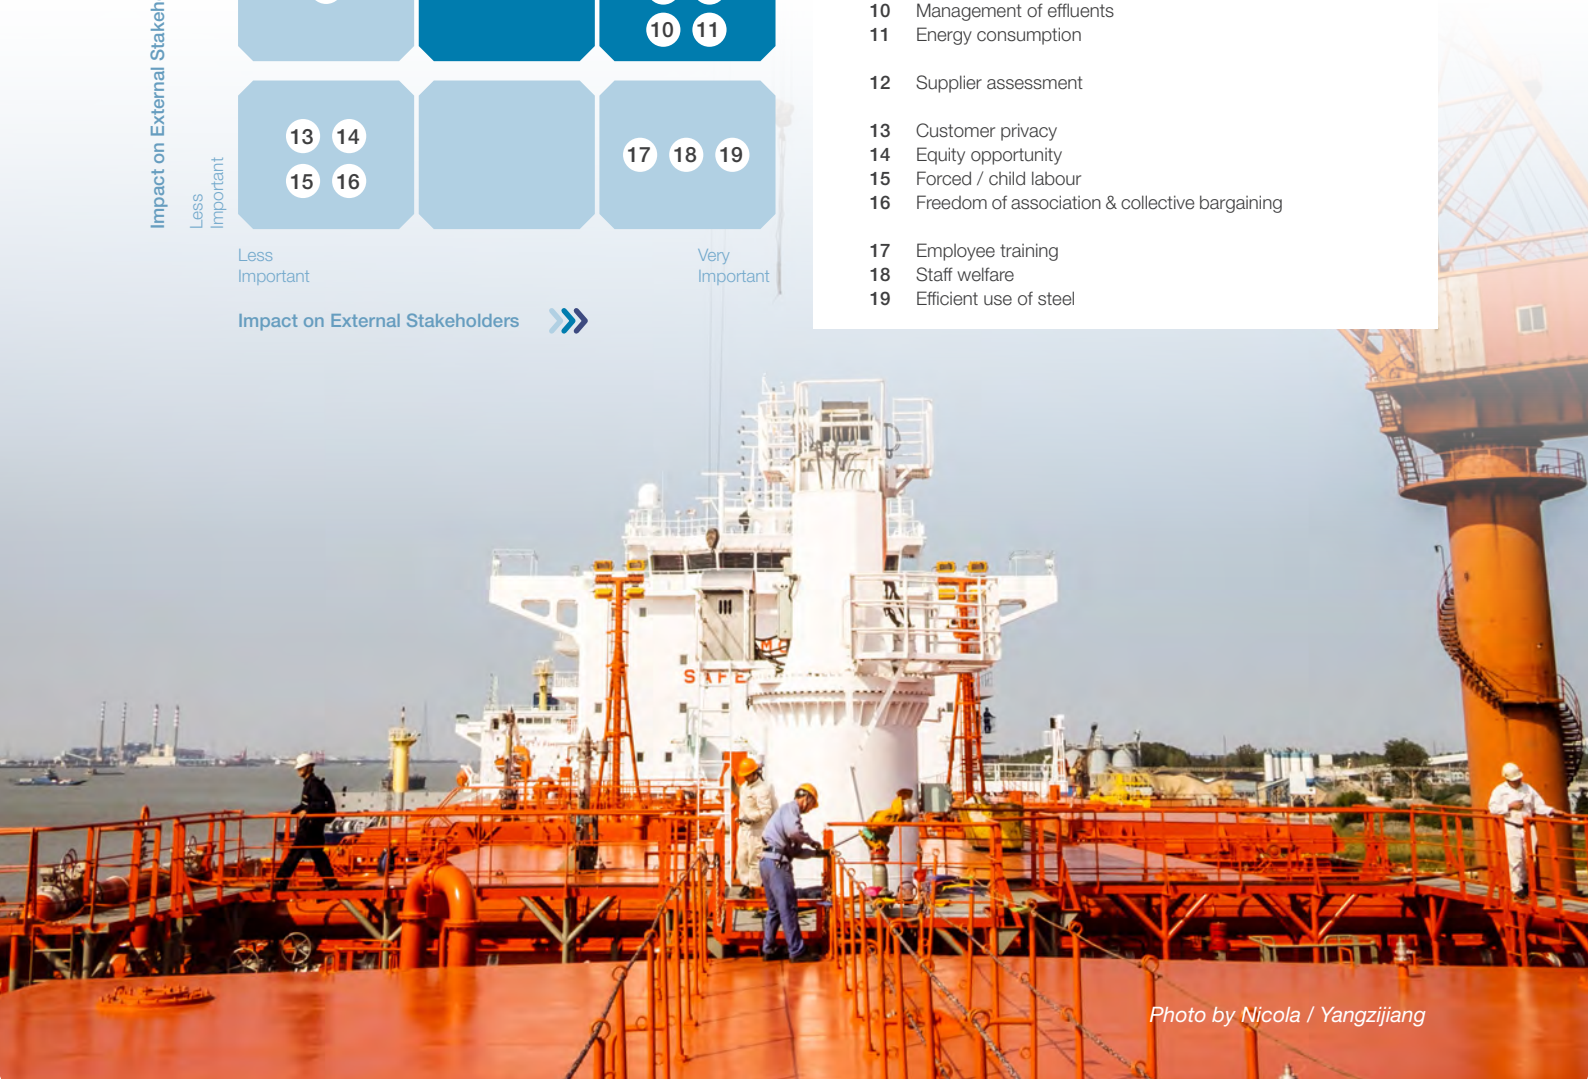 Impact on External Stakeh
Less
Important
10 11
13 14
15 16
17 18 19
Less
Important
Very
Important
Impact on External Stakeholders
10 Management of effluents
11 Energy consumption
12 Supplier assessment
13 Customer privacy
14 Equity opportunity
15 Forced / child labour
16 Freedom of association & collective bargaining
17 Employee training
18 Staff welfare
19 Efficient use of steel
SAFE
Photo by Nicola / Yangzijiang